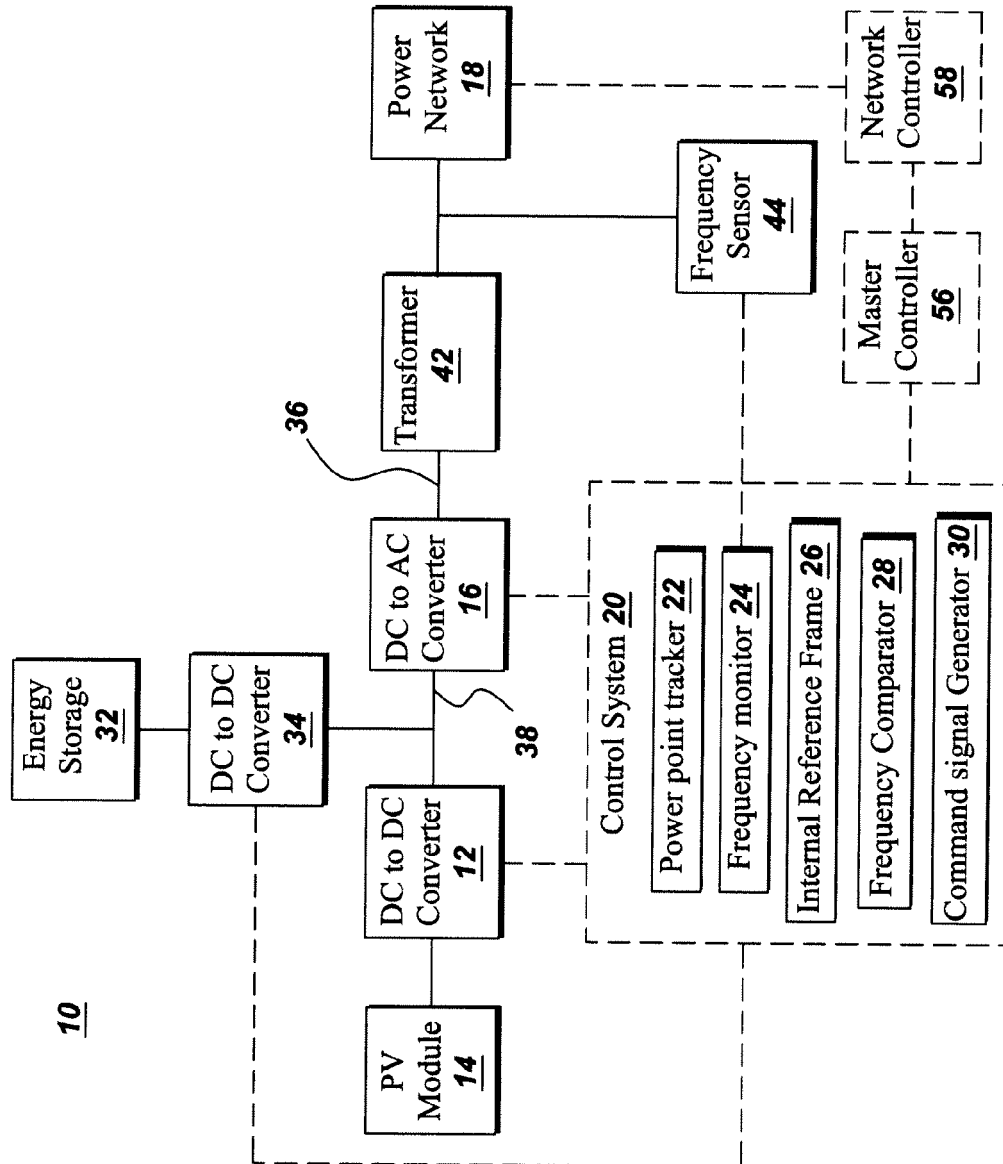 10
Energy
Storage
32
DC to DC
Converter
34
36
38
PV
Module
14
DC to DC
Converter
12
DC to AC
Converter
16
Transformer
42
Power
Network
18
Control System 20
Power point tracker 22
Frequency monitor 24
Internal Reference Frame 26
Frequency Comparator 28
Command signal Generator 30
Frequency
Sensor
44
Master
Controller
56
Network
Controller
58